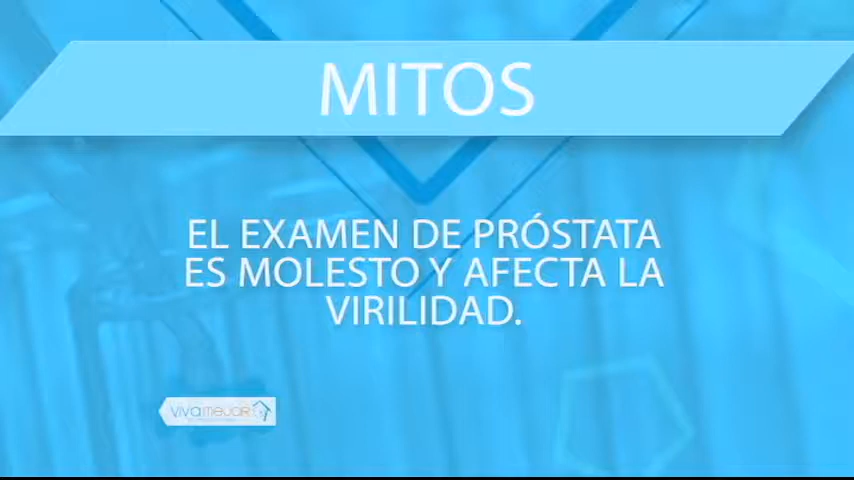 MITOS
EL EXAMEN DE PRÓSTATA
ES MOLESTO Y AFECTA LA
VIRILIDAD.
vivamejor